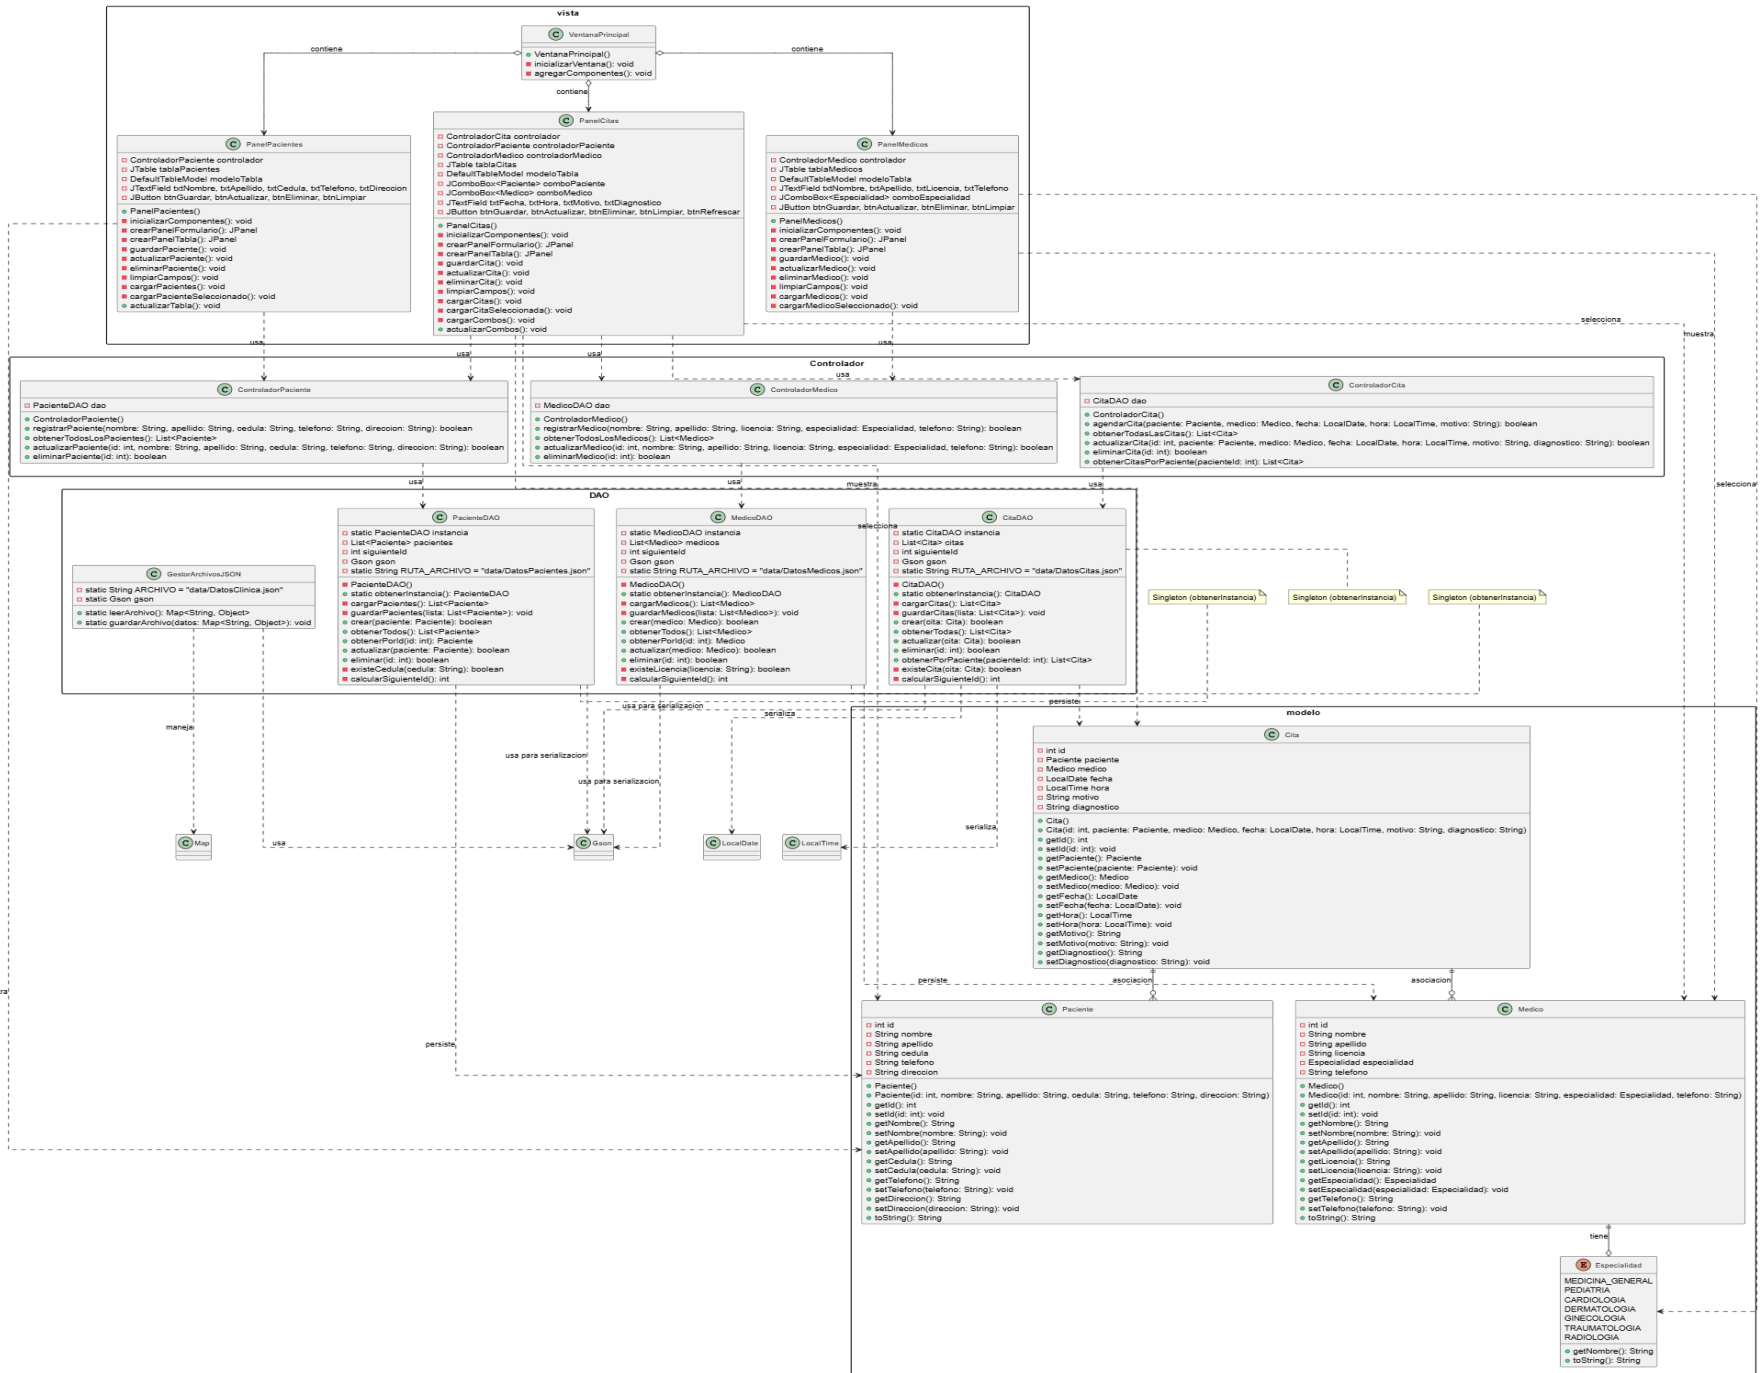 vista
VentanaPrincipal
VentanaPrincipal()
inicializarVentana(): void
agregarComponentes(): void
contiene
contiene
contiene
PanelPacientes
ControladorPaciente controlador
JTable tablaPacientes
DefaultTableModel modeloTabla
JTextField txtNombre, txtApellido, txtCedula, txtTelefono, txtDireccion
JButton btnGuardar, btnActualizar, btnEliminar, btnLimpiar
PanelPacientes()
inicializarComponentes(): void
crearPanelFormulario(): JPanel
crearPanelTabla(): JPanel
guardarPaciente(): void
actualizarPaciente(): void
eliminarPaciente(): void
limpiarCampos(): void
cargarPacientes(): void
cargarPacienteSeleccionado(): void
actualizarTabla(): void
PanelCitas
ControladorCita controlador
ControladorPaciente controladorPaciente
ControladorMedico controladorMedico
JTable tablaCitas
DefaultTableModel modeloTabla
JComboBox<Paciente> comboPaciente
JComboBox<Medico> comboMedico
JTextField txtFecha, txtHora, txtMotivo, txtDiagnostico
JButton btnGuardar, btnActualizar, btnEliminar, btnLimpiar, btnRefrescar
PanelCitas()
inicializarComponentes(): void
crearPanelFormulario(): JPanel
crearPanelTabla(): JPanel
guardarCita(): void
actualizarCita(): void
eliminarCita(): void
limpiarCampos(): void
cargarCitas(): void
cargarCitaSeleccionada(): void
cargarCombos(): void
actualizarCombos(): void
PanelMedicos
ControladorMedico controlador
JTable tablaMedicos
DefaultTableModel modeloTabla
JTextField txtNombre, txtApellido, txtLicencia, txtTelefono
JComboBox<Especialidad> comboEspecialidad
JButton btnGuardar, btnActualizar, btnEliminar, btnLimpiar
PanelMedicos()
inicializarComponentes(): void
crearPanelFormulario(): JPanel
crearPanelTabla(): JPanel
guardarMedico(): void
actualizarMedico(): void
eliminarMedico(): void
limpiarCampos(): void
cargarMedicos(): void
cargarMedicoSeleccionado(): void
selecciona
muestra
usa
usa
usa
usa
usa
Controlador
ControladorPaciente
PacienteDAO dao
ControladorPaciente()
registrarPaciente(nombre: String, apellido: String, cedula: String, telefono: String, direccion: String): boolean
obtenerTodosLosPacientes(): List<Paciente>
actualizarPaciente(id: int, nombre: String, apellido: String, cedula: String, telefono: String, direccion: String): boolean
eliminarPaciente(id: int): boolean
ControladorMedico
MedicoDAO dao
ControladorMedico()
registrarMedico(nombre: String, apellido: String, licencia: String, especialidad: Especialidad, telefono: String): boolean
obtenerTodosLosMedicos(): List<Medico>
actualizarMedico(id: int, nombre: String, apellido: String, licencia: String, especialidad: Especialidad, telefono: String): boolean
eliminarMedico(id: int): boolean
ControladorCita
CitaDAO dao
ControladorCita()
agendarCita(paciente: Paciente, medico: Medico, fecha: LocalDate, hora: LocalTime, motivo: String): boolean
obtenerTodasLasCitas(): List<Cita>
actualizarCita(id: int, paciente: Paciente, medico: Medico, fecha: LocalDate, hora: LocalTime, motivo: String, diagnostico: String): boolean
eliminarCita(id: int): boolean
obtenerCitasPorPaciente(pacienteId: int): List<Cita>
usa
usa
muestra
usa
selecciona
DAO
GestorArchivosJSON
static String ARCHIVO = "data/DatosClinica.json"
static Gson gson
static leerArchivo(): Map<String, Object>
static guardarArchivo(datos: Map<String, Object>): void
PacienteDAO
static PacienteDAO instancia
List<Paciente> pacientes
int siguienteId
Gson gson
static String RUTA_ARCHIVO = "data/DatosPacientes.json"
PacienteDAO()
static obtenerInstancia(): PacienteDAO
cargarPacientes(): List<Paciente>
guardarPacientes(lista: List<Paciente>): void
crear(paciente: Paciente): boolean
obtenerTodos(): List<Paciente>
obtenerPorId(id: int): Paciente
actualizar(paciente: Paciente): boolean
eliminar(id: int): boolean
existeCedula(cedula: String): boolean
calcularSiguienteId(): int
MedicoDAO
static MedicoDAO instancia
List<Medico> medicos
int siguienteId
Gson gson
static String RUTA_ARCHIVO = "data/DatosMedicos.json"
MedicoDAO()
static obtenerInstancia(): MedicoDAO
cargarMedicos(): List<Medico>
guardarMedicos(lista: List<Medico>): void
crear(medico: Medico): boolean
obtenerTodos(): List<Medico>
obtenerPorId(id: int): Medico
actualizar(medico: Medico): boolean
eliminar(id: int): boolean
existeLicencia(licencia: String): boolean
calcularSiguienteId(): int
selecciona
CitaDAO
static CitaDAO instancia
List<Cita> citas
int siguienteId
Gson gson
static String RUTA_ARCHIVO = "data/DatosCitas.json"
CitaDAO()
static obtenerInstancia(): CitaDAO
cargarCitas(): List<Cita>
guardarCitas(lista: List<Cita>): void
crear(cita: Cita): boolean
obtenerTodas(): List<Cita>
actualizar(cita: Cita): boolean
eliminar(id: int): boolean
obtenerPorPaciente(pacienteId: int): List<Cita>
existeCita(cita: Cita): boolean
calcularSiguienteId(): int
Singleton (obtenerInstancia)
Singleton (obtenerInstancia)
Singleton (obtenerInstancia)
maneja
usa para serializacion
serializa
persiste
usa para serializacion
usa para serializacion
serializa
usa
Map
Gson
LocalDate
LocalTime
modelo
Cita
int id
Paciente paciente
Medico medico
LocalDate fecha
LocalTime hora
String motivo
String diagnostico
Cita()
Cita(id: int, paciente: Paciente, medico: Medico, fecha: LocalDate, hora: LocalTime, motivo: String, diagnostico: String)
getId(): int
setId(id: int): void
getPaciente(): Paciente
setPaciente(paciente: Paciente): void
getMedico(): Medico
setMedico(medico: Medico): void
getFecha(): LocalDate
setFecha(fecha: LocalDate): void
getHora(): LocalTime
setHora(hora: LocalTime): void
getMotivo(): String
setMotivo(motivo: String): void
getDiagnostico(): String
setDiagnostico(diagnostico: String): void
persiste
asociacion
asociacion
persiste
Paciente
int id
String nombre
String apellido
String cedula
String telefono
String direccion
Paciente()
Paciente(id: int, nombre: String, apellido: String, cedula: String, telefono: String, direccion: String)
getId(): int
setId(id: int): void
getNombre(): String
setNombre(nombre: String): void
getApellido(): String
setApellido(apellido: String): void
getCedula(): String
setCedula(cedula: String): void
getTelefono(): String
setTelefono(telefono: String): void
getDireccion(): String
setDireccion(direccion: String): void
toString(): String
Medico
int id
String nombre
String apellido
String licencia
Especialidad especialidad
String telefono
Medico()
Medico(id: int, nombre: String, apellido: String, licencia: String, especialidad: Especialidad, telefono: String)
getId(): int
setId(id: int): void
getNombre(): String
setNombre(nombre: String): void
getApellido(): String
setApellido(apellido: String): void
getLicencia(): String
setLicencia(licencia: String): void
getEspecialidad(): Especialidad
setEspecialidad(especialidad: Especialidad): void
getTelefono(): String
setTelefono(telefono: String): void
toString(): String
tiene
Especialidad
MEDICINA_GENERAL
PEDIATRIA
CARDIOLOGIA
DERMATOLOGIA
GINECOLOGIA
TRAUMATOLOGIA
RADIOLOGIA
getNombre(): String
toString(): String